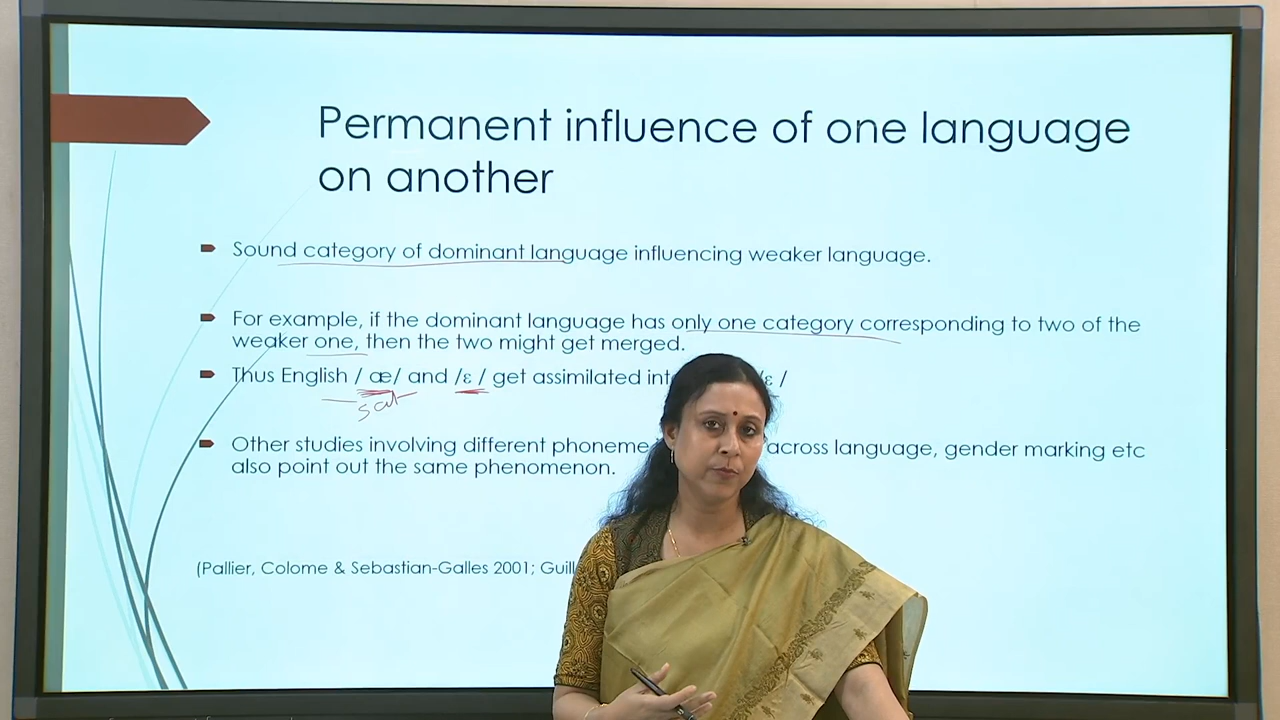 Permanent influence of one language
on another
Sound category of dominant language influencing weaker language.
For example, if the dominant language has only one category corresponding to two of the
weaker one, then the two might get merged.
Thus English / æ/ and /ε / get assimilated /ε /
sat
Other studies involving different phoneme across language, gender marking etc
also point out the same phenomenon.
(Pallier, Colome & Sebastian-Galles 2001;